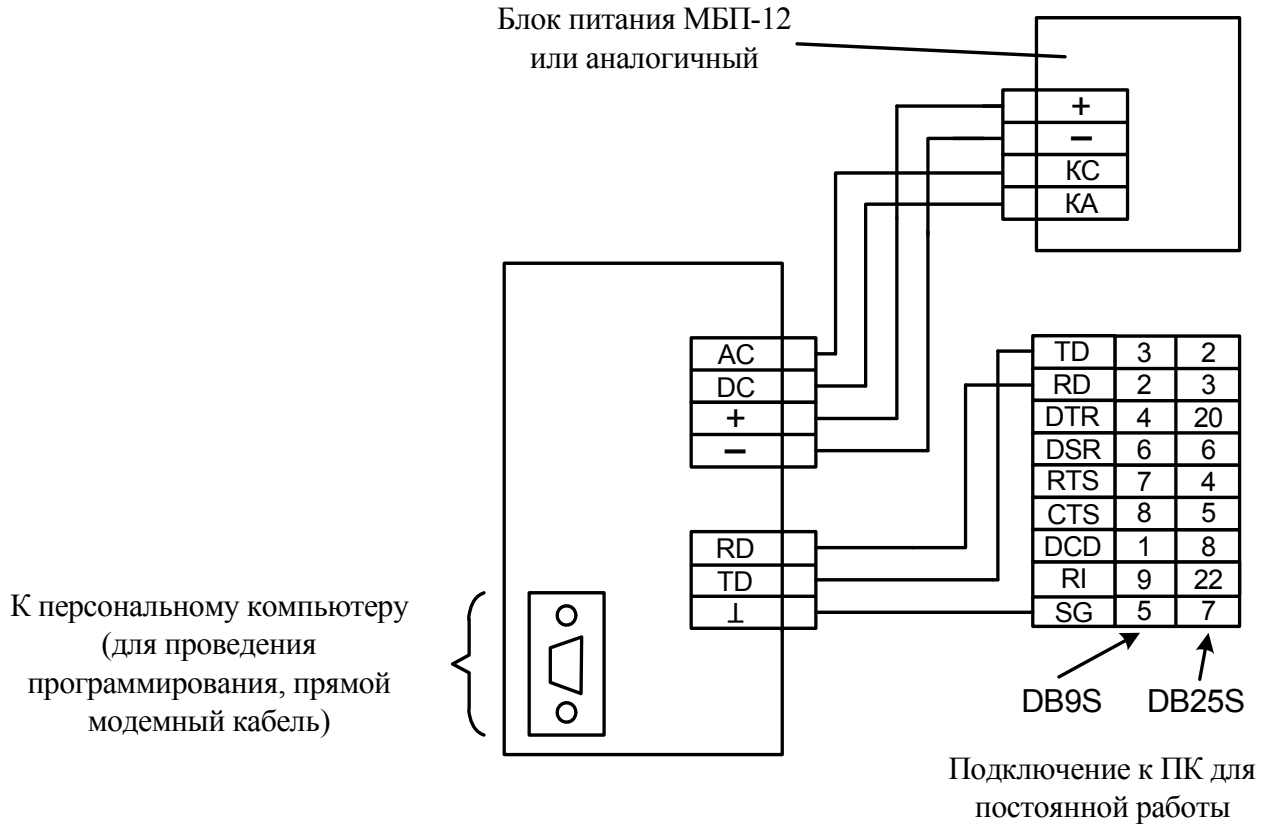 Блок питания МБП-12
или аналогичный
+
−
КС
КА
AC
DC
+
−
RD
TD
⊥
TD 3 2
RD 2 3
DTR 4 20
DSR 6 6
RTS 7 4
CTS 8 5
DCD 1 8
RI 9 22
SG 5 7
DB9S DB25S
К персональному компьютеру
(для проведения
программирования, прямой
модемный кабель)
Подключение к ПК для
постоянной работы